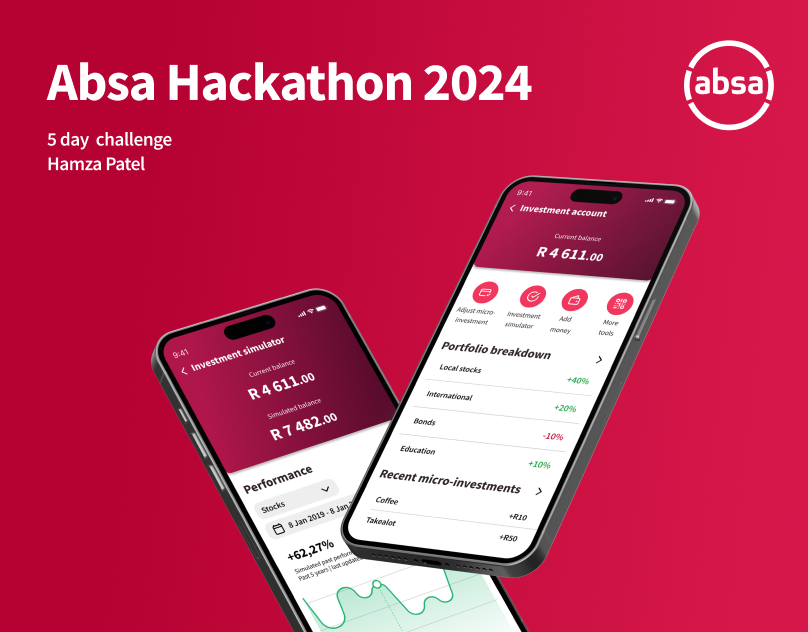 Absa Hackathon 2024
absa
5 day  challenge
Hamza Patel
9:41
Investment account
Current balance
R 4 611.00
Adjust micro-
investment
Investment
simulator
Add
money
More
tools
Portfolio breakdown
Local stocks
+40%
International
+20%
Bonds
-10%
Education
+10%
Recent micro-investments
Coffee
+R10
Takealot
+R50
9:41
Investment simulator
Current balance
R 4 611.00
Simulated balance
R 7 482.00
Performance
Stocks
8 Jan 2019 - 8 Jan
+62,27%
Simulated past perform
Past 5 years | last update